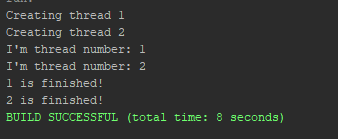 run:
Creating thread 1
Creating thread 2
I'm thread number: 1
I'm thread number: 2
1 is finished!
2 is finished!
BUILD SUCCESSFUL (total time: 8 seconds)